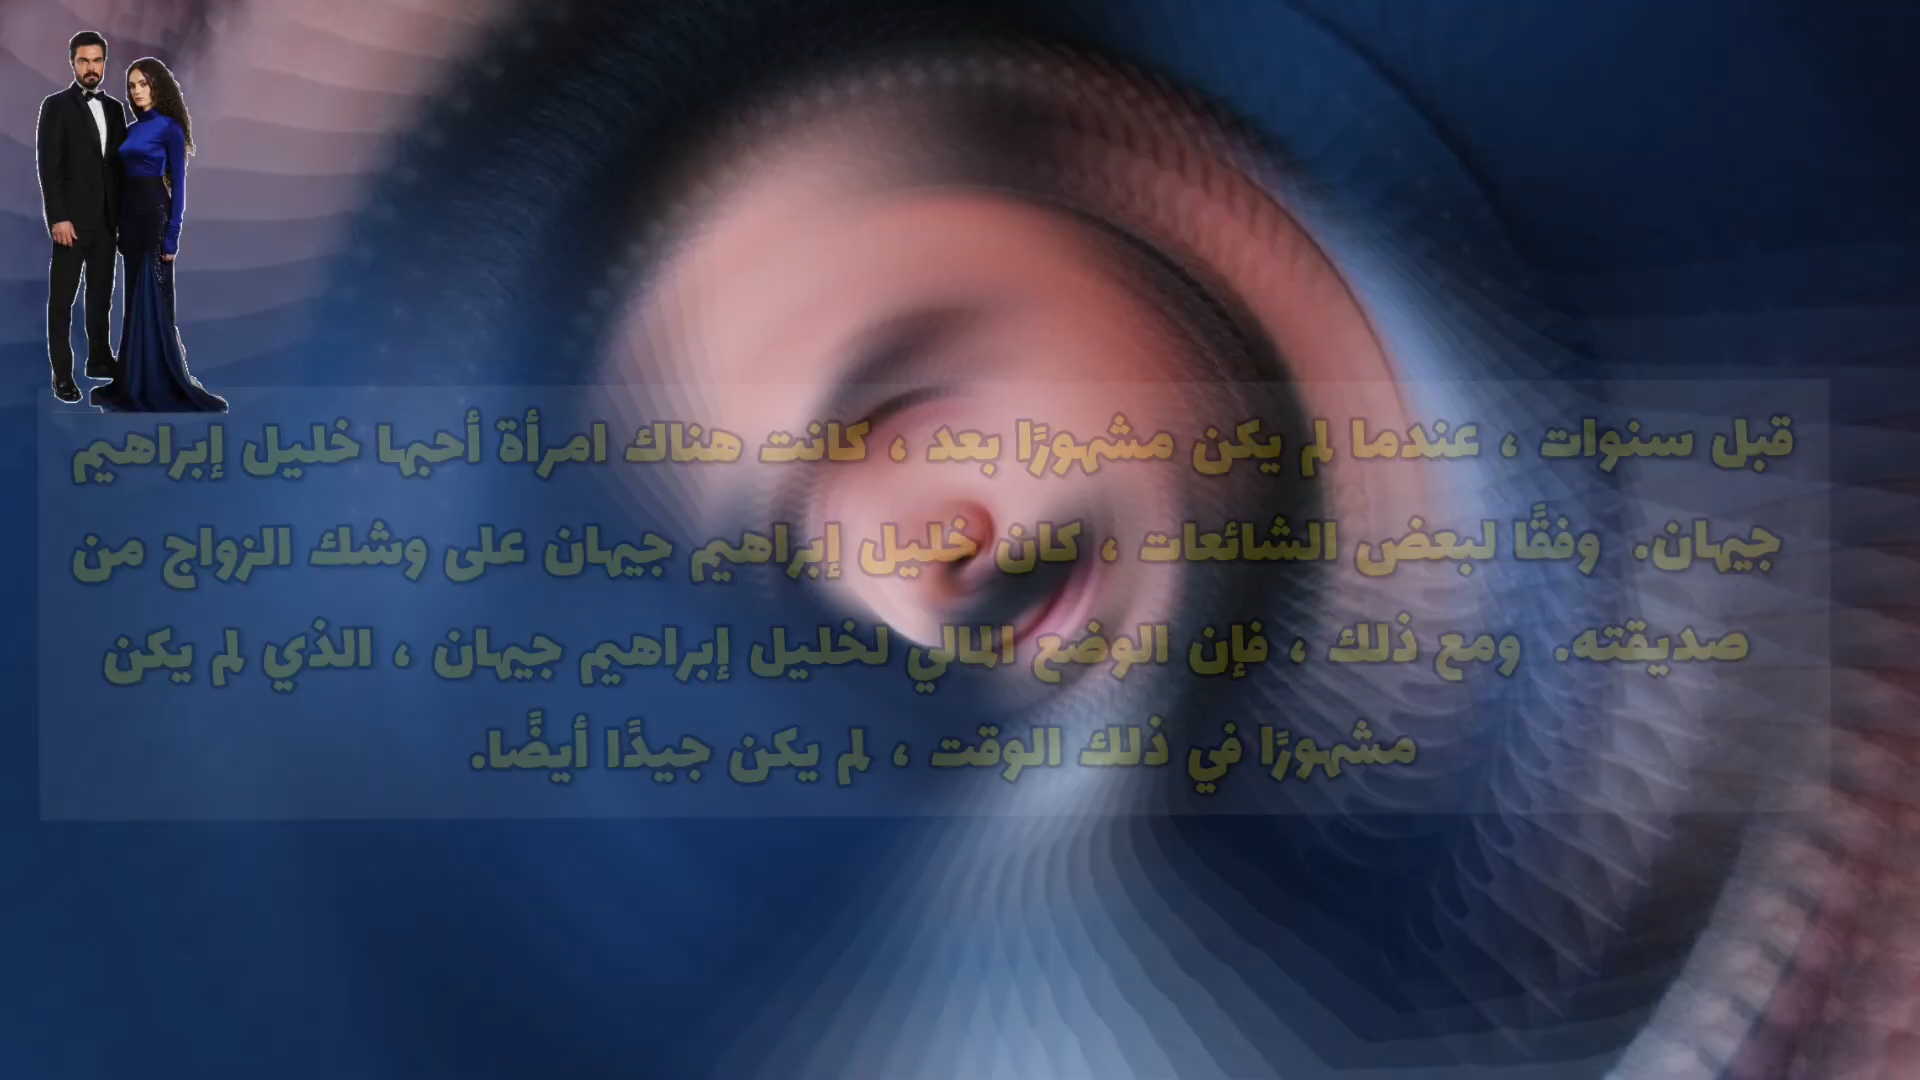 قبل سنوات ، عندما لم يكن مشهورًا بعد ، كانت هناك امرأة أحبها خليل إبراهيم
جيهان. وفقًا لبعض الشائعات ، كان خليل إبراهيم جيهان على وشك الزواج من
صديقته. ومع ذلك ، فإن الوضع المالي لخليل إبراهيم جيهان ، الذي لم يكن
مشهورًا في ذلك الوقت ، لم يكن جيدًا أيضًا.